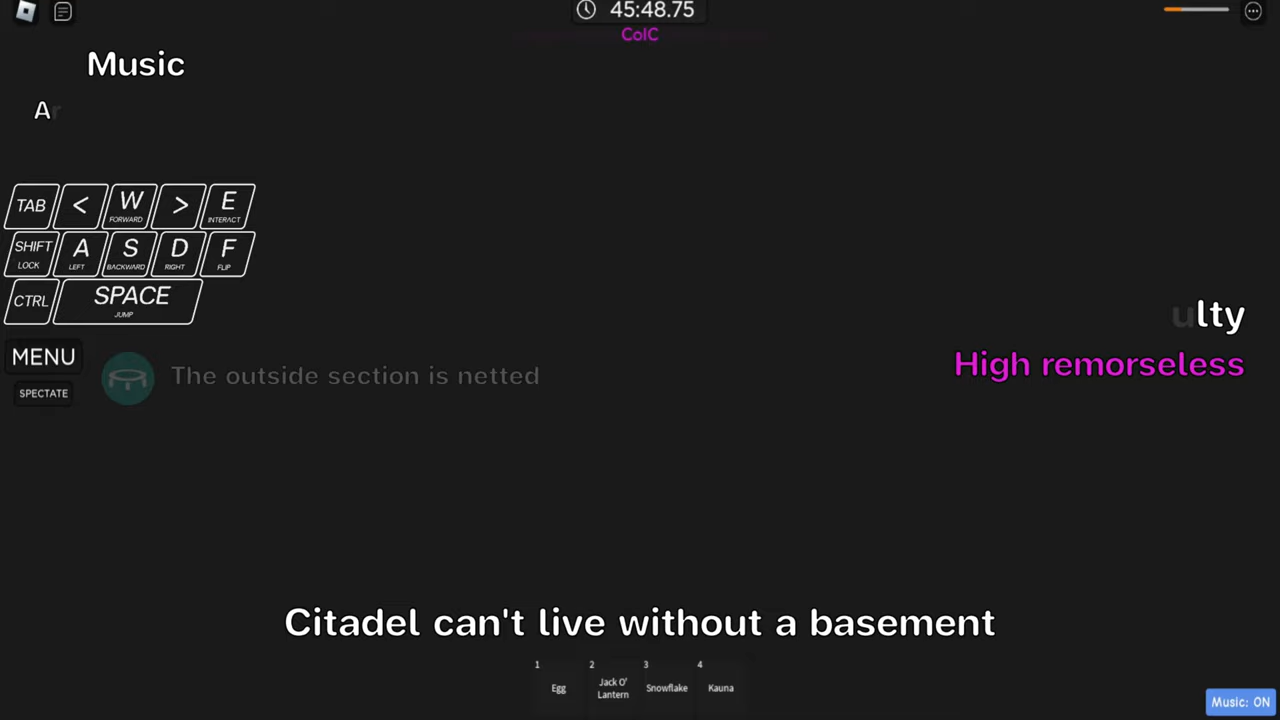 45:48.75
CoIC
Music
Ar
TAB < W > E
FORWARD INTERACT
SHIFT A S D F
LOCK LEFT BACKWARD RIGHT FLIP
CTRL SPACE
JUMP
MENU
SPECTATE
The outside section is netted
ulty
High remorseless
Citadel can't live without a basement
1 2 3 4
Egg Jack O' Lantern Snowflake Kauna
Music: ON